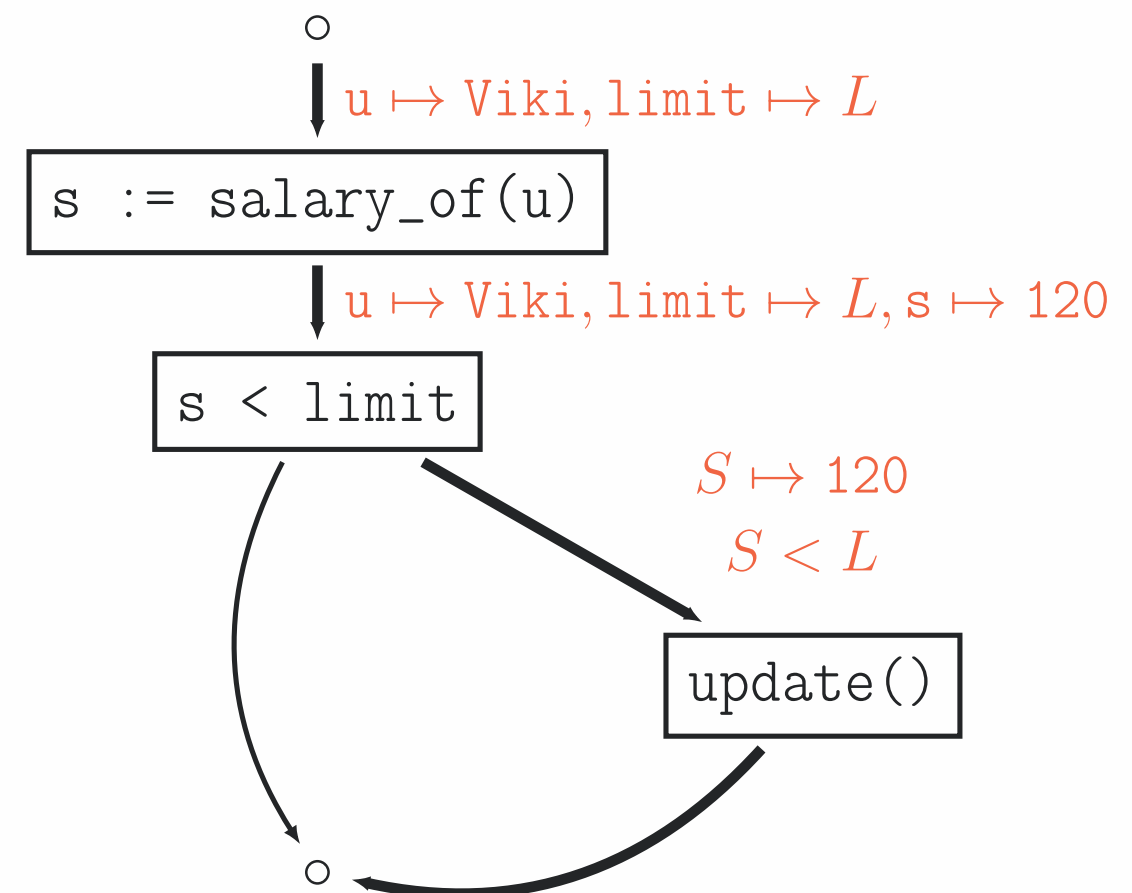 u ↦ Viki, limit ↦ L
s := salary_of(u)
u ↦ Viki, limit ↦ L, s ↦ 120
s < limit
S ↦ 120
S < L
update()